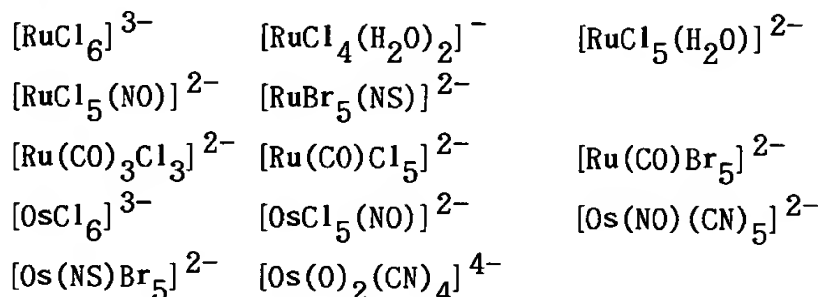 [RuCl₆]³⁻ [RuCl₄(H₂O)₂]⁻ [RuCl₅(H₂O)]²⁻
[RuCl₅(NO)]²⁻ [RuBr₅(NS)]²⁻
[Ru(CO)₃Cl₃]²⁻ [Ru(CO)Cl₅]²⁻ [Ru(CO)Br₅]²⁻
[OsCl₆]³⁻ [OsCl₅(NO)]²⁻ [Os(NO)(CN)₅]²⁻
[Os(NS)Br₅]²⁻ [Os(O)₂(CN)₄]⁴⁻